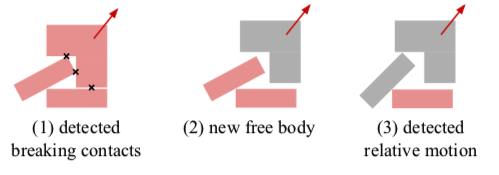 (1) detected
breaking contacts
(2) new free body
(3) detected
relative motion